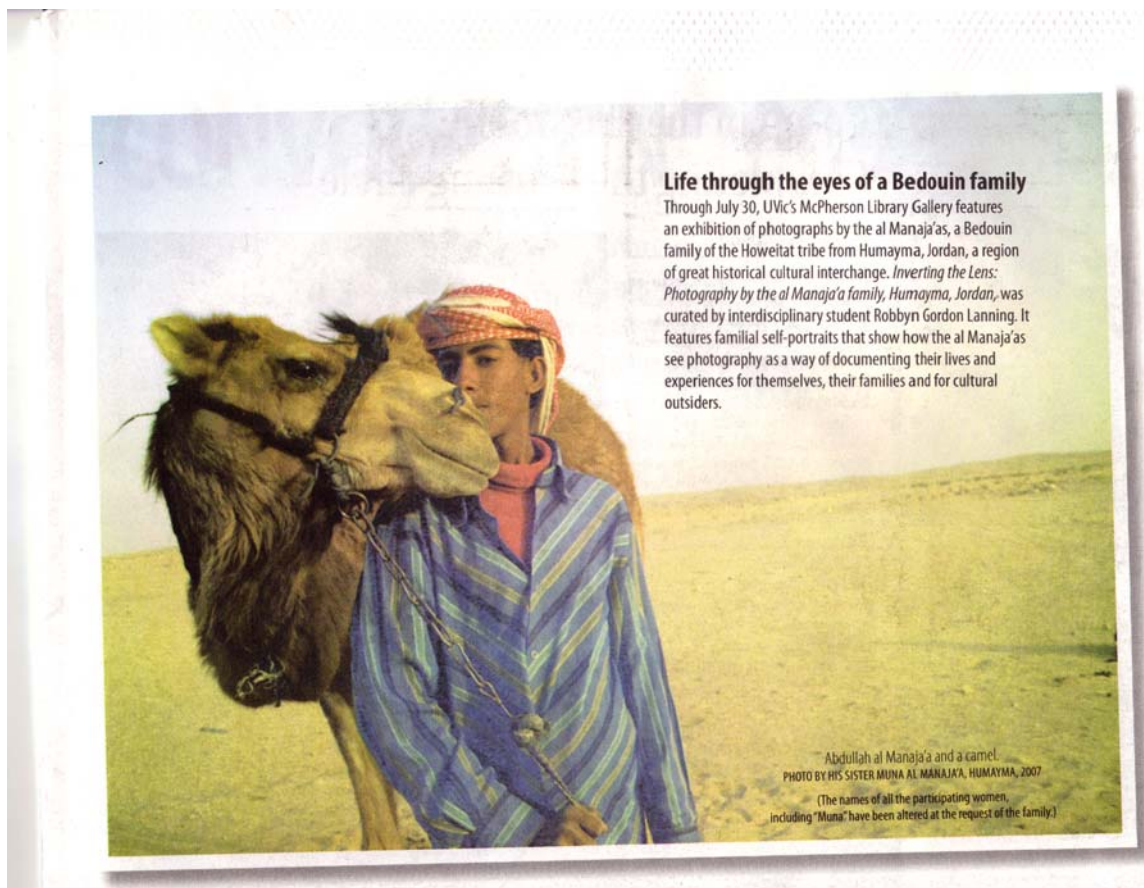 Life through the eyes of a Bedouin family
Through July 30, UVic's McPherson Library Gallery features
an exhibition of photographs by the al Manaja'as, a Bedouin
family of the Howeitat tribe from Humayma, Jordan, a region
of great historical cultural interchange. Inverting the Lens:
Photography by the al Manaja'a family, Humayma, Jordan, was
curated by interdisciplinary student Robbyn Gordon Lanning. It
features familial self-portraits that show how the al Manaja'as
see photography as a way of documenting their lives and
experiences for themselves, their families and for cultural
outsiders.
Abdullah al Manaja'a and a camel.
PHOTO BY HIS SISTER MUNA AL MANAJA'A, HUMAYMA, 2007
(The names of all the participating women,
including "Muna" have been altered at the request of the family.)